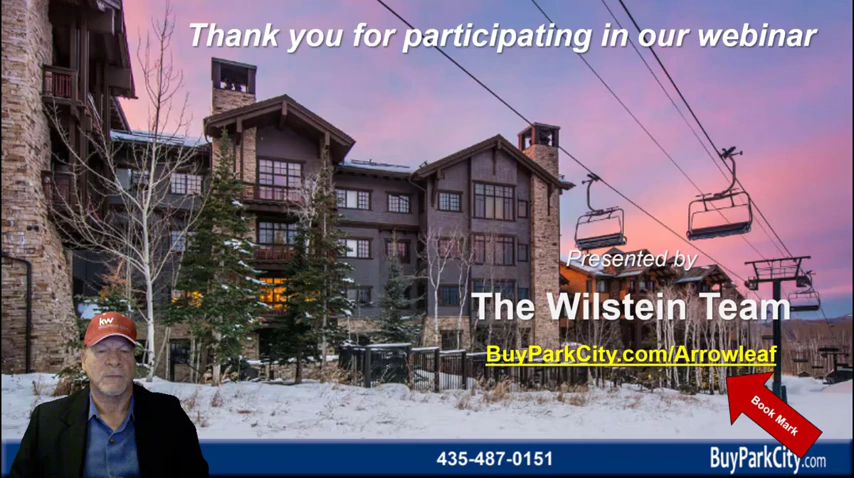 Thank you for participating in our webinar
Presented by
The Wilstein Team
BuyParkCity.com/Arrowleaf
Book Mark
kw
435-487-0151
BuyParkCity.com